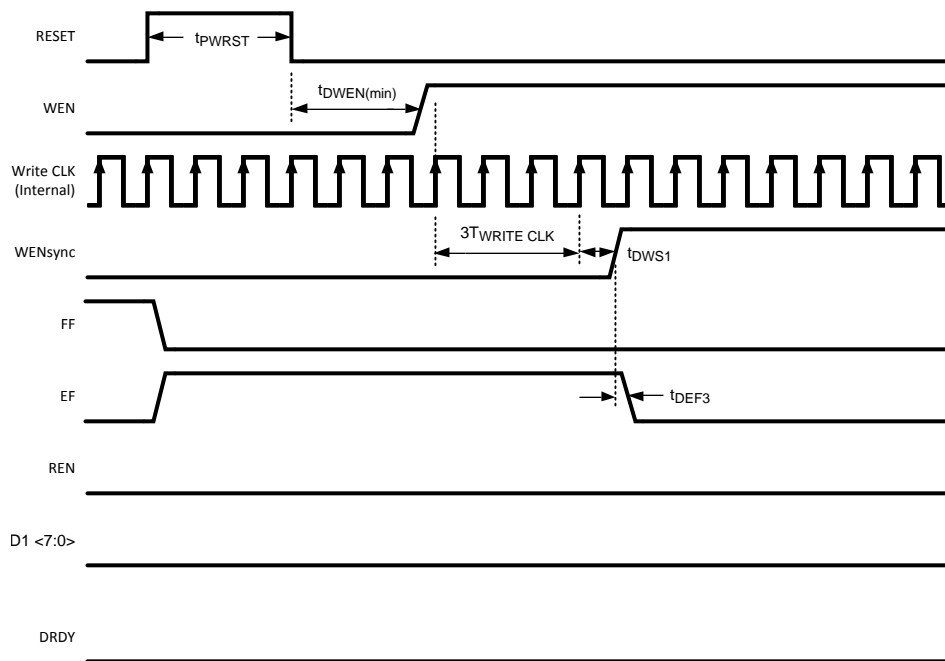 RESET
tPWRST
tDWEN(min)
WEN
Write CLK
(Internal)
3TWRITE CLK
WENsync
tDWS1
FF
EF
tDEF3
REN
D1 <7:0>
DRDY